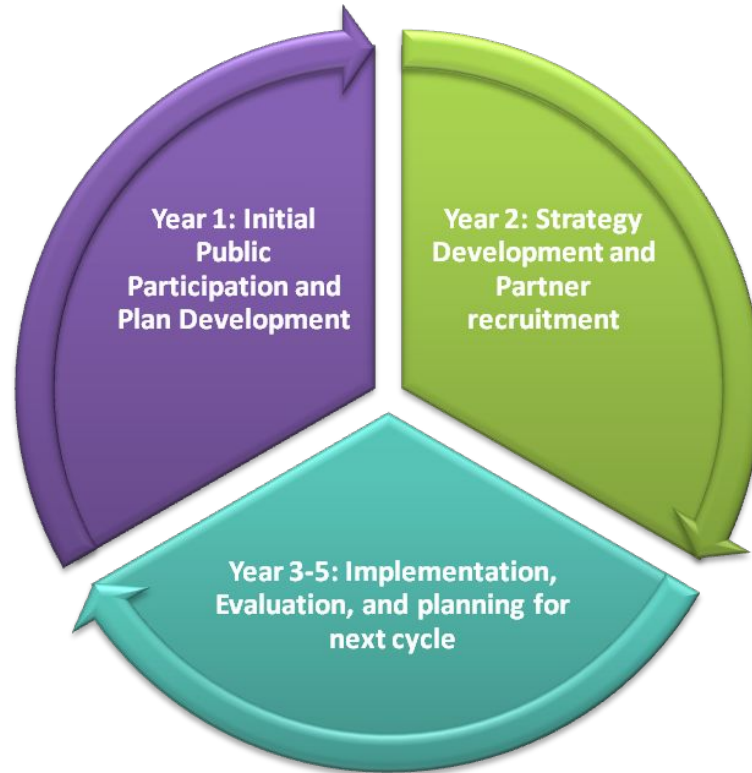 Year 1: Initial
Public
Participation and
Plan Development
Year 2: Strategy
Development and
Partner
recruitment
Year 3-5: Implementation,
Evaluation, and planning for
next cycle